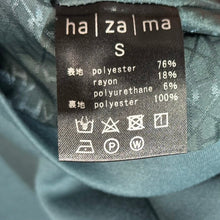 ha|za|ma
S
表地 polyester 76%
rayon 18%
polyurethane 6%
裏地 polyester 100%
P W